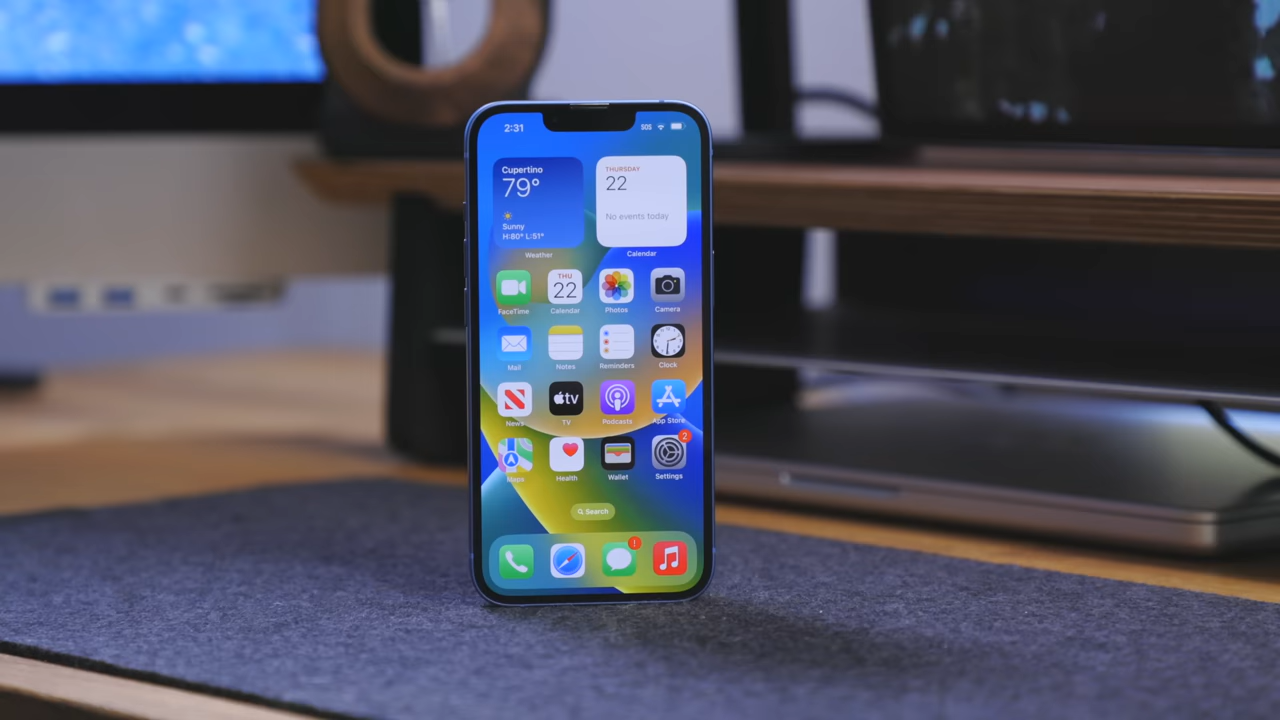 2:31 SOS
Cupertino
79°
Sunny
H:80° L:51°
Weather
THURSDAY
22
No events today
Calendar
FaceTime
THU
22
Calendar
Photos
Camera
Mail
Notes
Reminders
Clock
News
tv
TV
Podcasts
App Store
Maps
Health
Wallet
2
Settings
Search
!